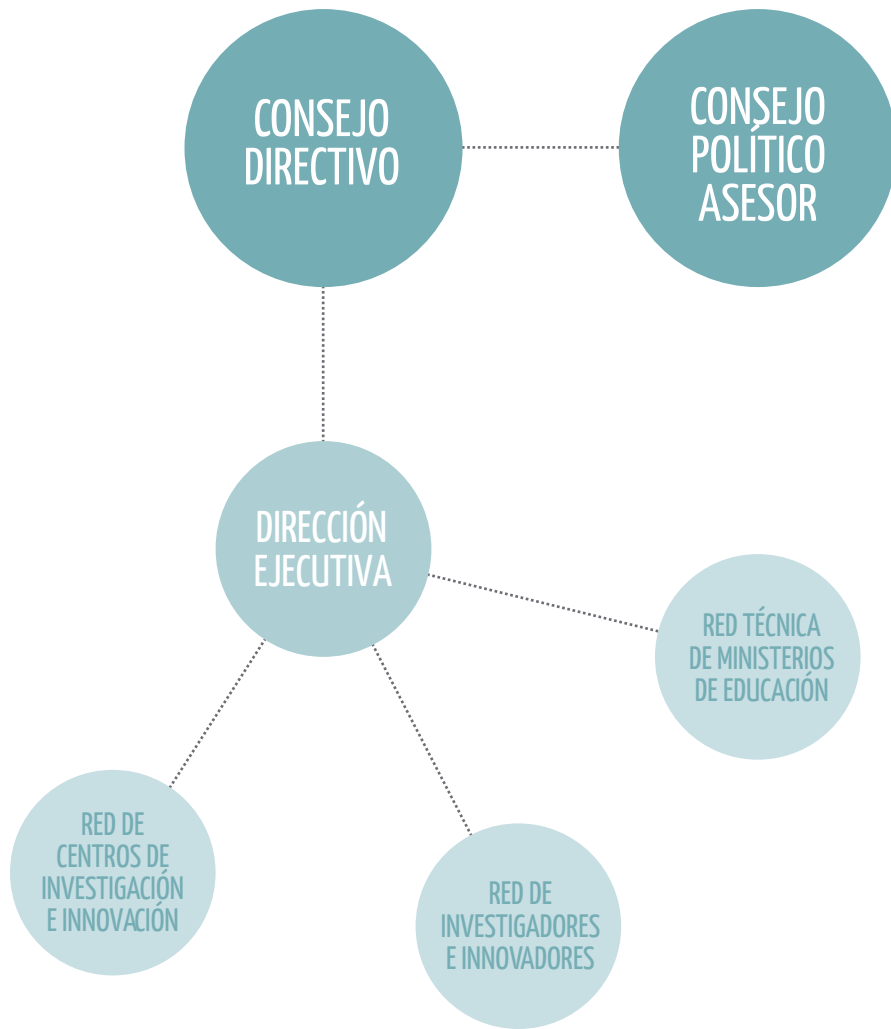 CONSEJO
DIRECTIVO
CONSEJO
POLÍTICO
ASESOR
DIRECCIÓN
EJECUTIVA
RED TÉCNICA
DE MINISTERIOS
DE EDUCACIÓN
RED DE
CENTROS DE
INVESTIGACIÓN
E INNOVACIÓN
RED DE
INVESTIGADORES
E INNOVADORES